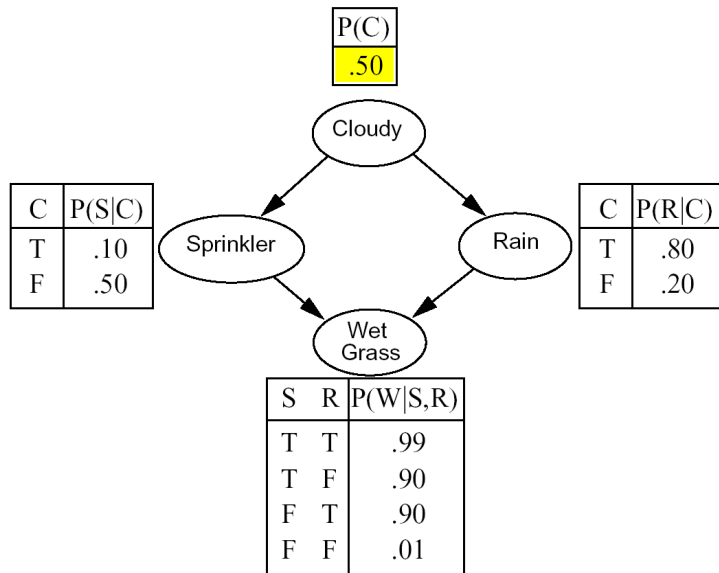 P(C)
.50
Cloudy
C P(S|C)
T .10
F .50
Sprinkler
Rain
C P(R|C)
T .80
F .20
Wet
Grass
S R P(W|S,R)
T T .99
T F .90
F T .90
F F .01